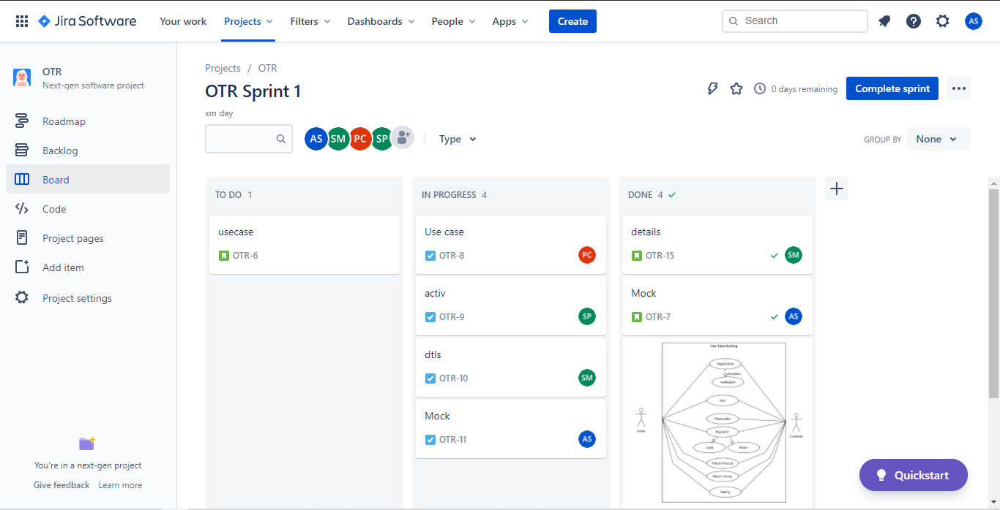 Jira Software Your work Projects Filters Dashboards People Apps Create Search AS
OTR
Next-gen software project
Roadmap
Backlog
Board
Code
Project pages
Add item
Project settings
You're in a next-gen project
Give feedback Learn more
Projects / OTR
OTR Sprint 1
0 days remaining Complete sprint
xm day
AS SM PC SP Type GROUP BY None
TO DO 1
usecase
OTR-6
IN PROGRESS 4
Use case
OTR-8 PC
activ
OTR-9 SP
dtls
OTR-10 SM
Mock
OTR-11 AS
DONE 4
details
OTR-15 SM
Mock
OTR-7 AS
One Time Renting
Registration
Verification
Item
Place order
Payment
Cash
Return Product
Return money
Rating
owner
Customer
Quickstart